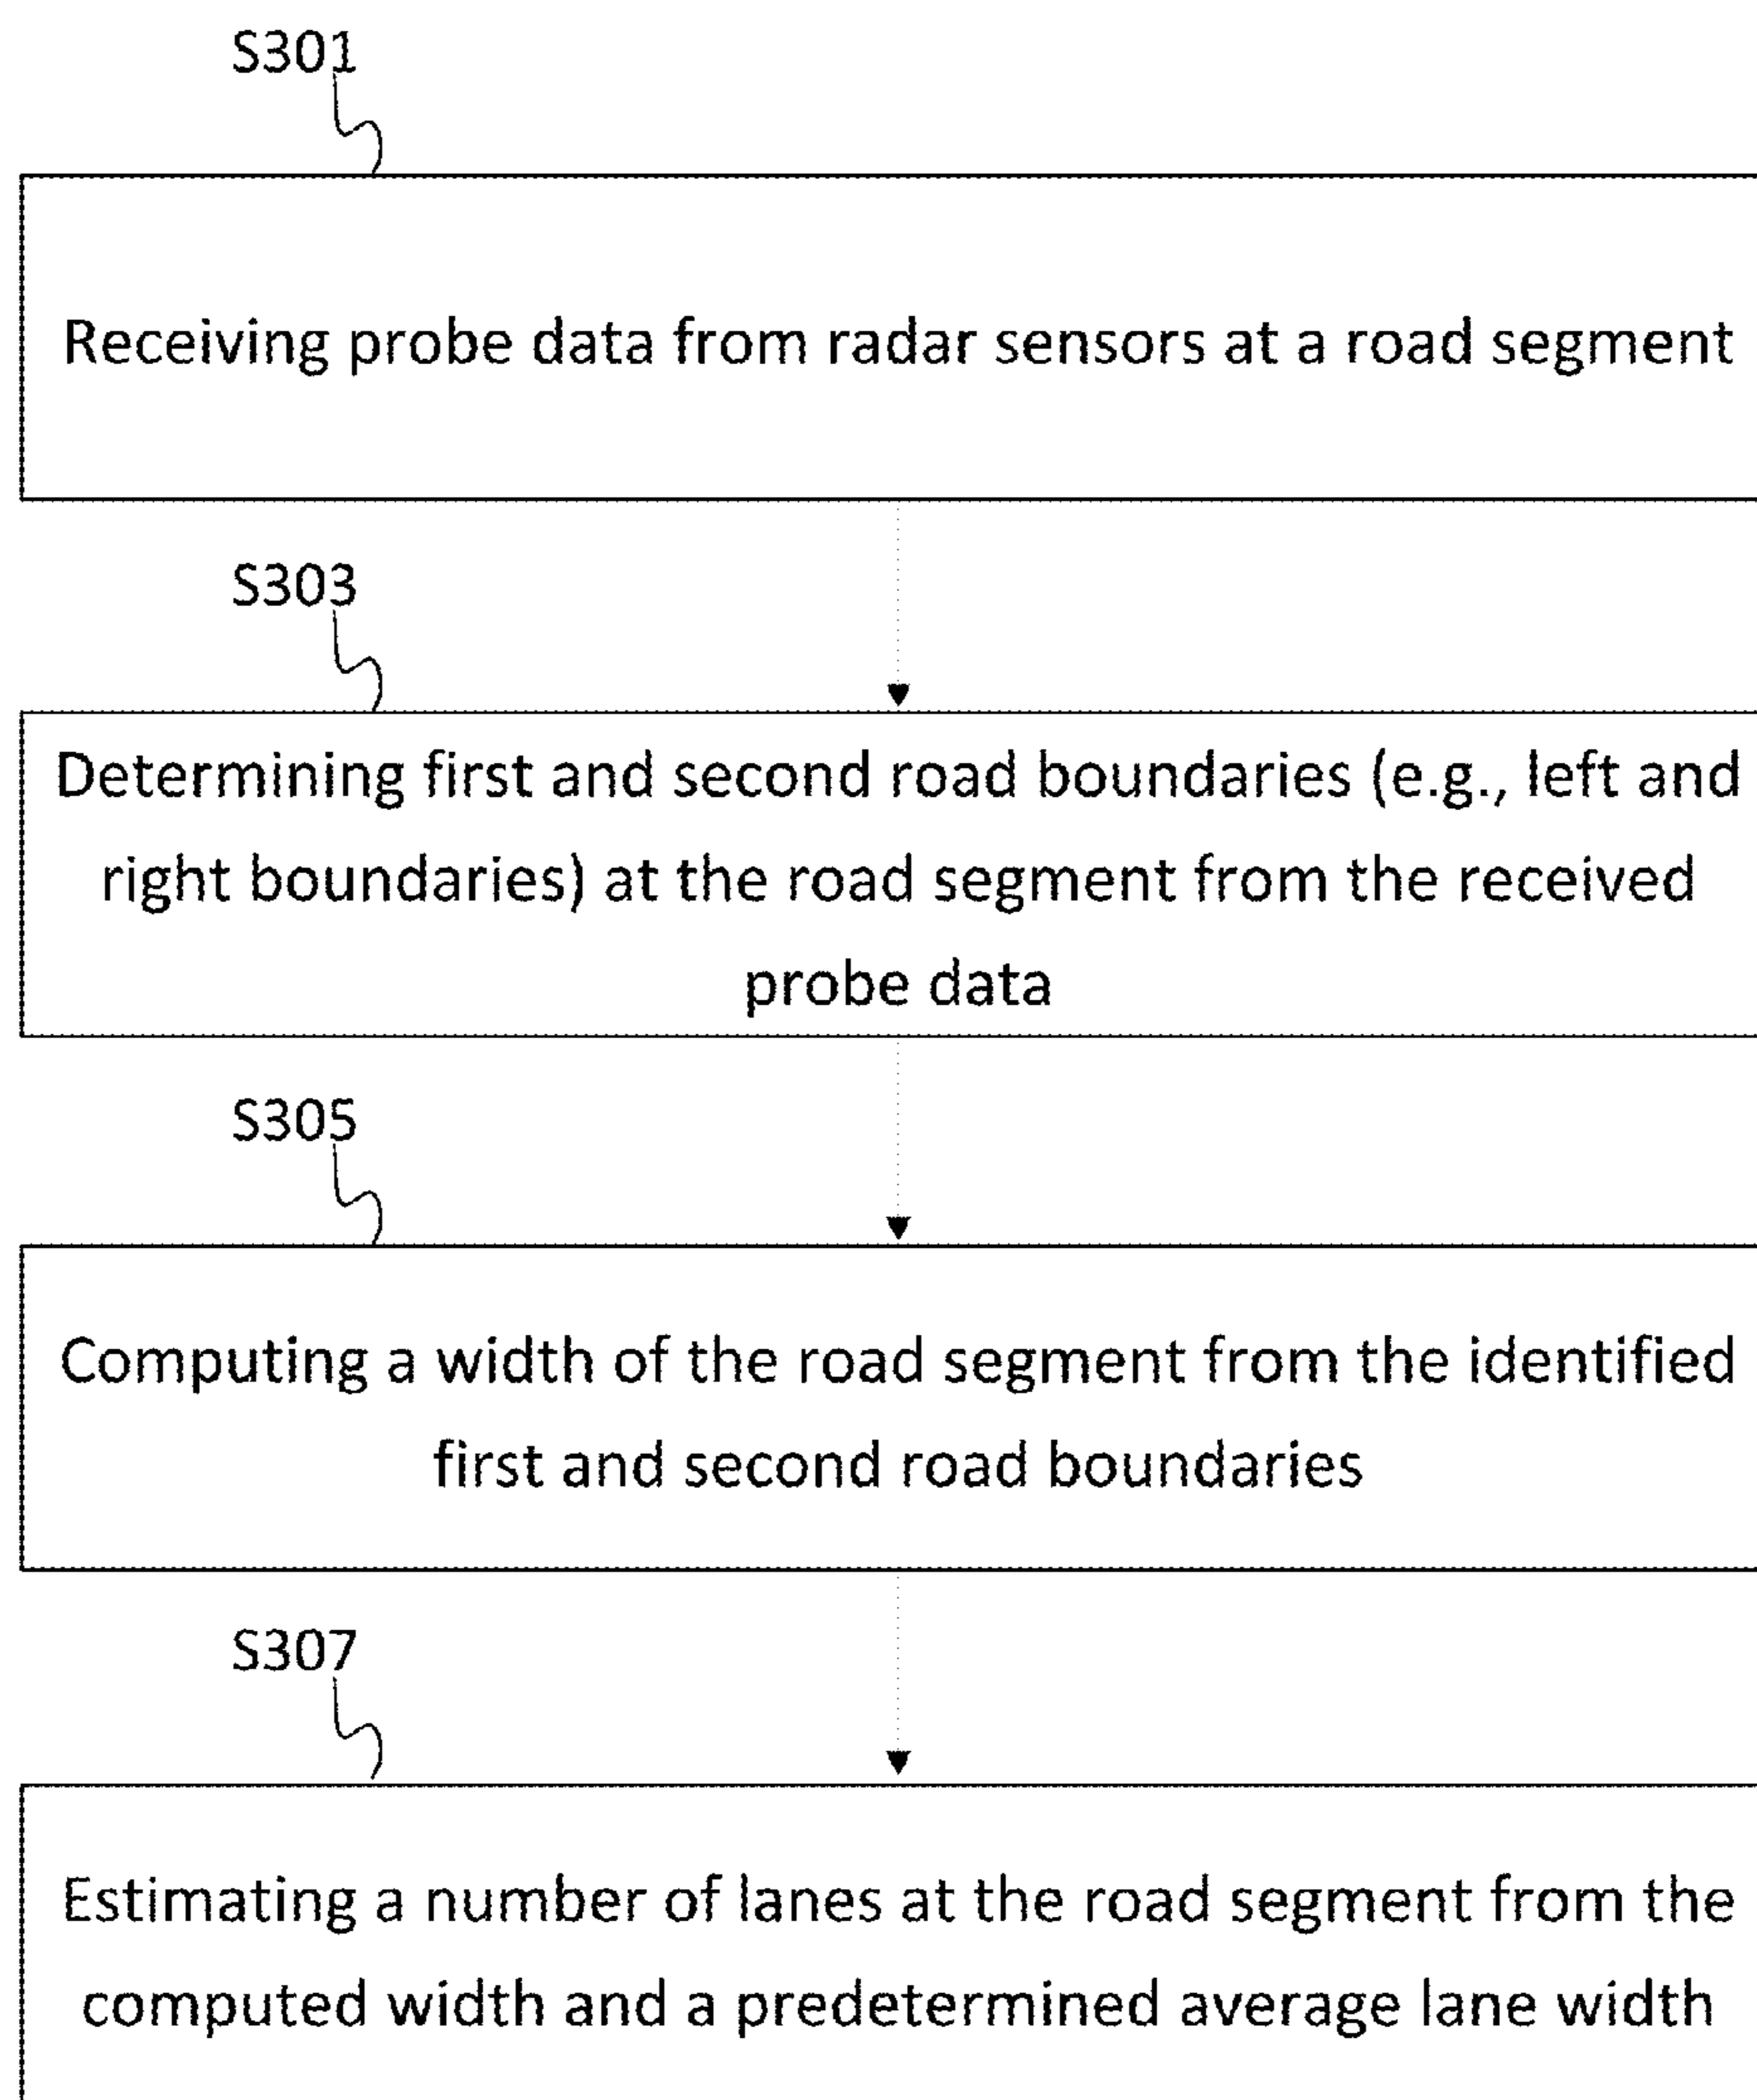 S301
Receiving probe data from radar sensors at a road segment
S303
Determining first and second road boundaries (e.g., left and
right boundaries) at the road segment from the received
probe data
S305
Computing a width of the road segment from the identified
first and second road boundaries
S307
Estimating a number of lanes at the road segment from the
computed width and a predetermined average lane width